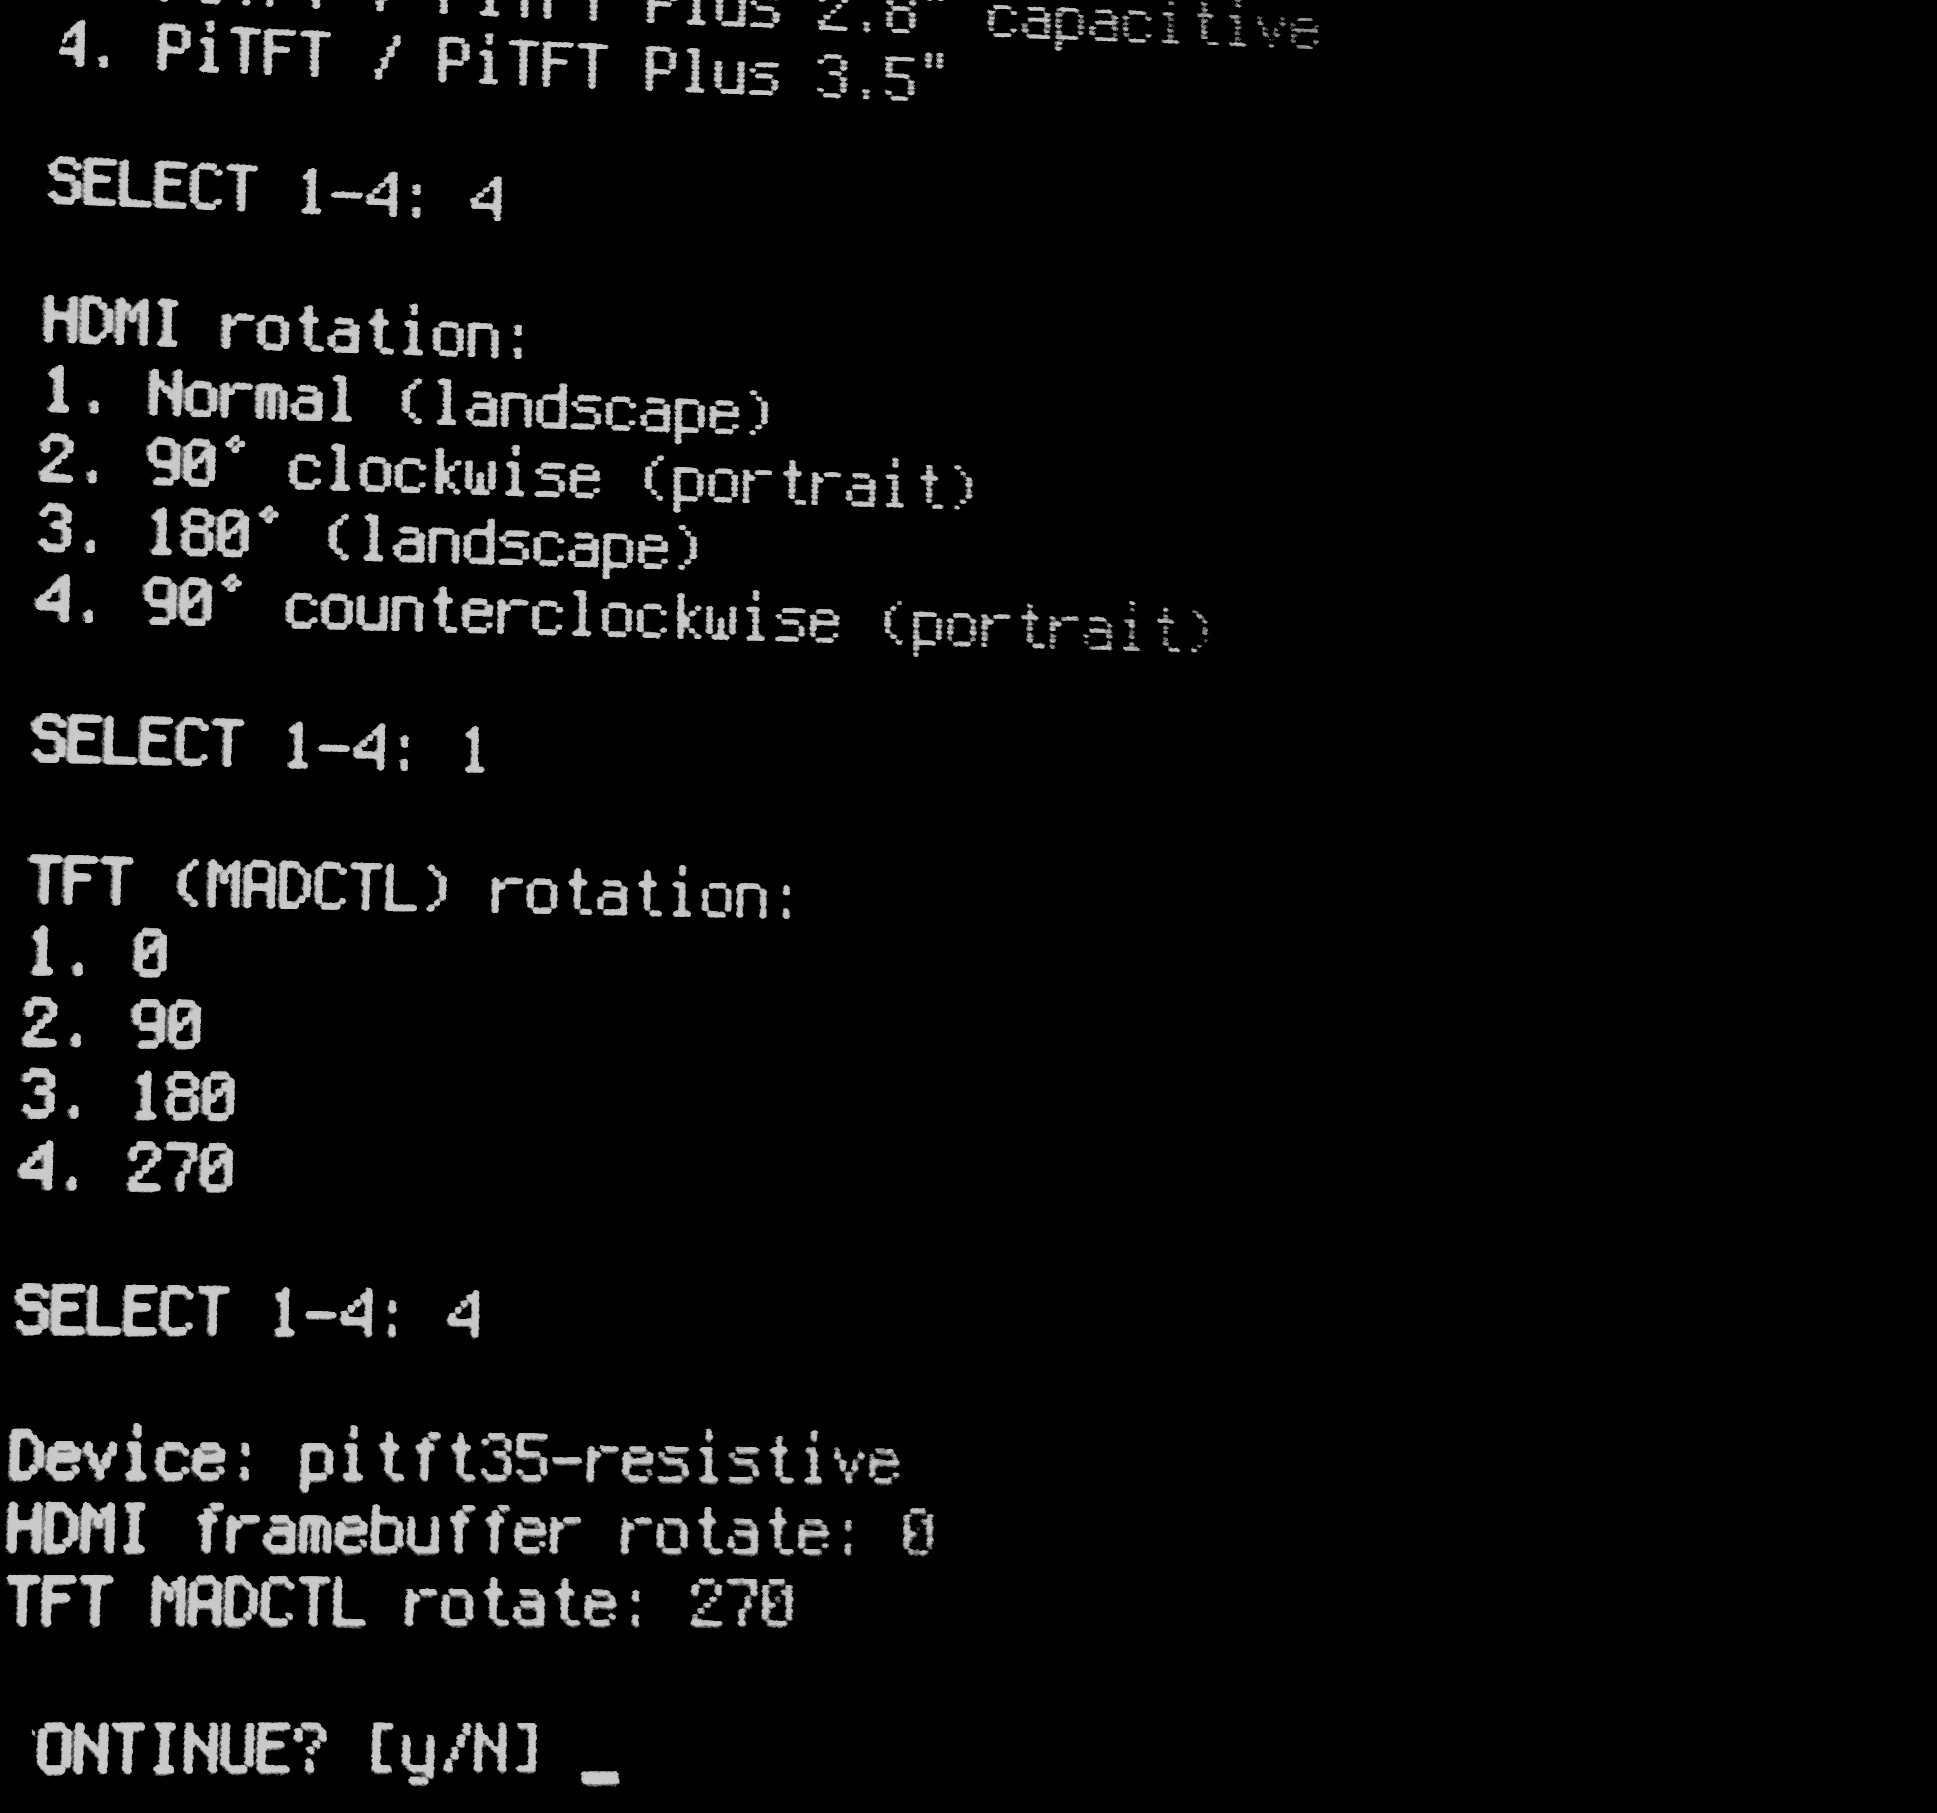 PiTFT / PiTFT Plus 2.8" capacitive
4. PiTFT / PiTFT Plus 3.5"
SELECT 1-4: 4
HDMI rotation:
1. Normal (landscape)
2. 90° clockwise (portrait)
3. 180° (landscape)
4. 90° counterclockwise (portrait)
SELECT 1-4: 1
TFT (MADCTL) rotation:
1. 0
2. 90
3. 180
4. 270
SELECT 1-4: 4
Device: pitft35-resistive
HDMI framebuffer rotate: 0
TFT MADCTL rotate: 270
ONTINUE? [y/N] _